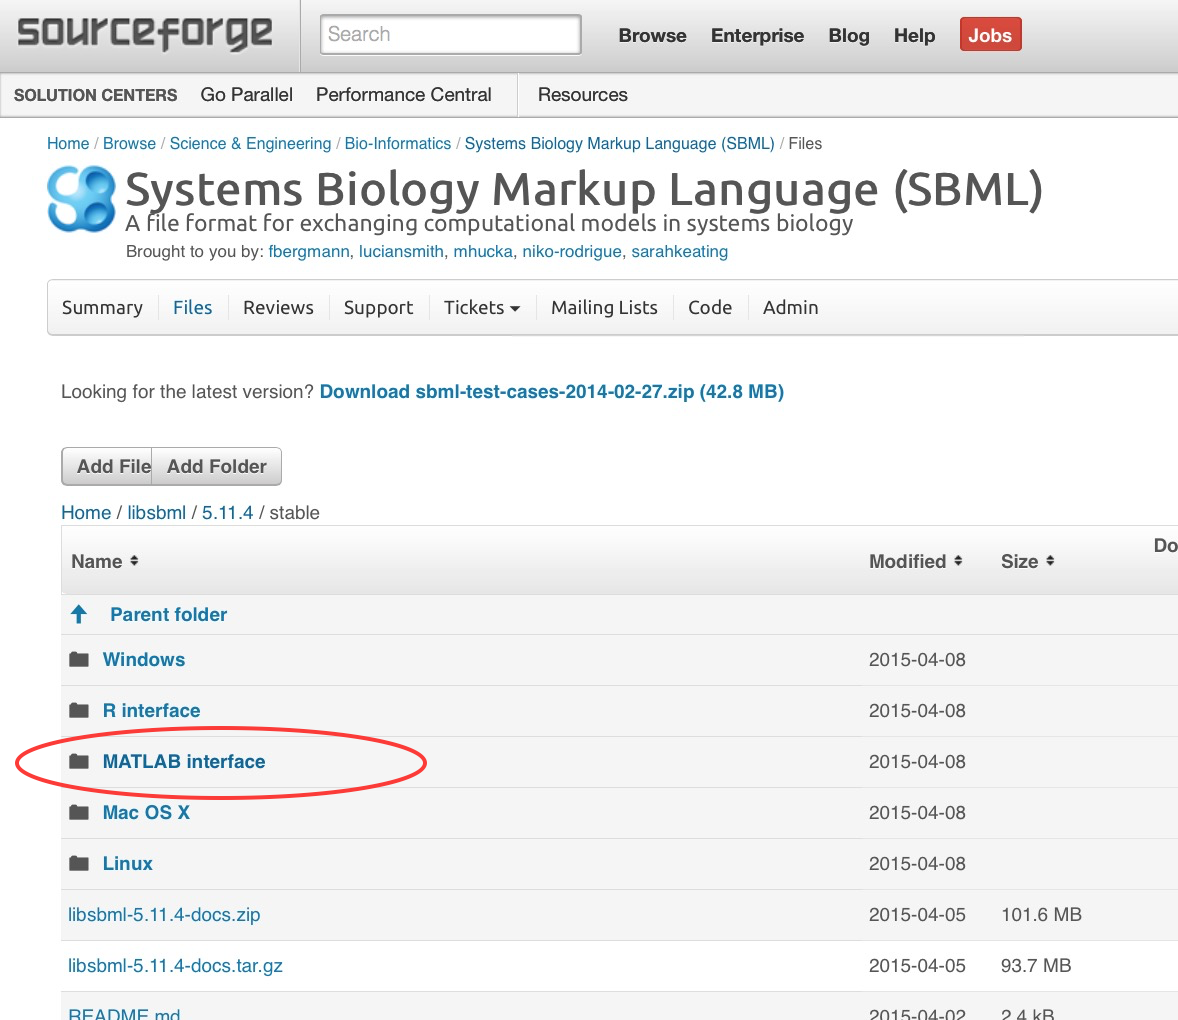 sourceforge
Search
Browse Enterprise Blog Help Jobs
SOLUTION CENTERS Go Parallel Performance Central Resources
Home / Browse / Science & Engineering / Bio-Informatics / Systems Biology Markup Language (SBML) / Files
Systems Biology Markup Language (SBML)
A file format for exchanging computational models in systems biology
Brought to you by: fbergmann, luciansmith, mhucka, niko-rodrigue, sarahkeating
Summary Files Reviews Support Tickets Mailing Lists Code Admin
Looking for the latest version? Download sbml-test-cases-2014-02-27.zip (42.8 MB)
Add File Add Folder
Home / libsbml / 5.11.4 / stable
Name Modified Size Do
Parent folder
Windows 2015-04-08
R interface 2015-04-08
MATLAB interface 2015-04-08
Mac OS X 2015-04-08
Linux 2015-04-08
libsbml-5.11.4-docs.zip 2015-04-05 101.6 MB
libsbml-5.11.4-docs.tar.gz 2015-04-05 93.7 MB
README.md 2015-04-02 2.4 kB